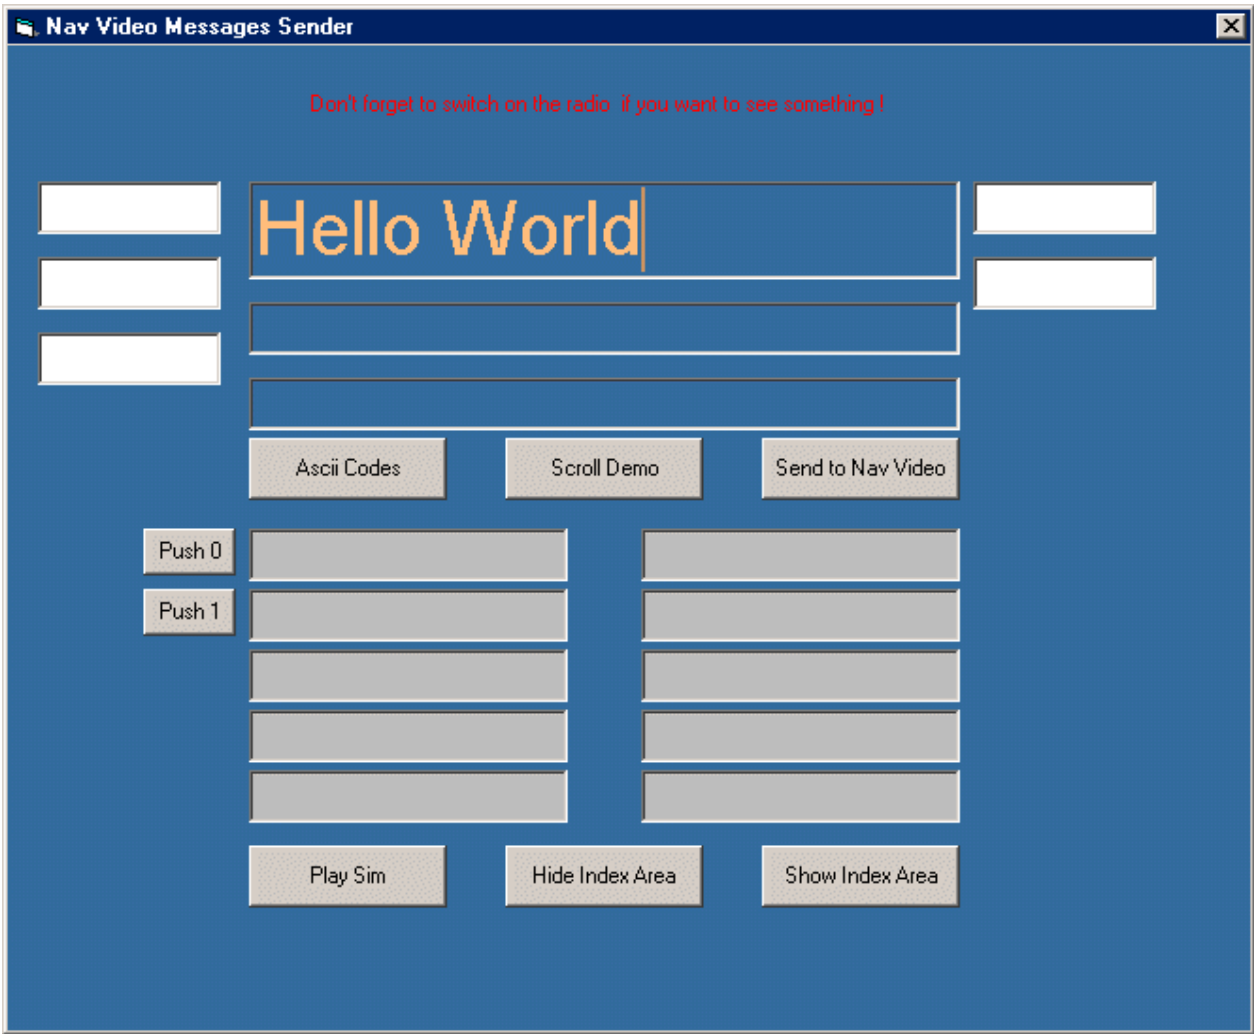 Nav Video Messages Sender
Don't forget to switch on the radio  if you want to see something !
Hello World
Ascii Codes
Scroll Demo
Send to Nav Video
Push 0
Push 1
Play Sim
Hide Index Area
Show Index Area